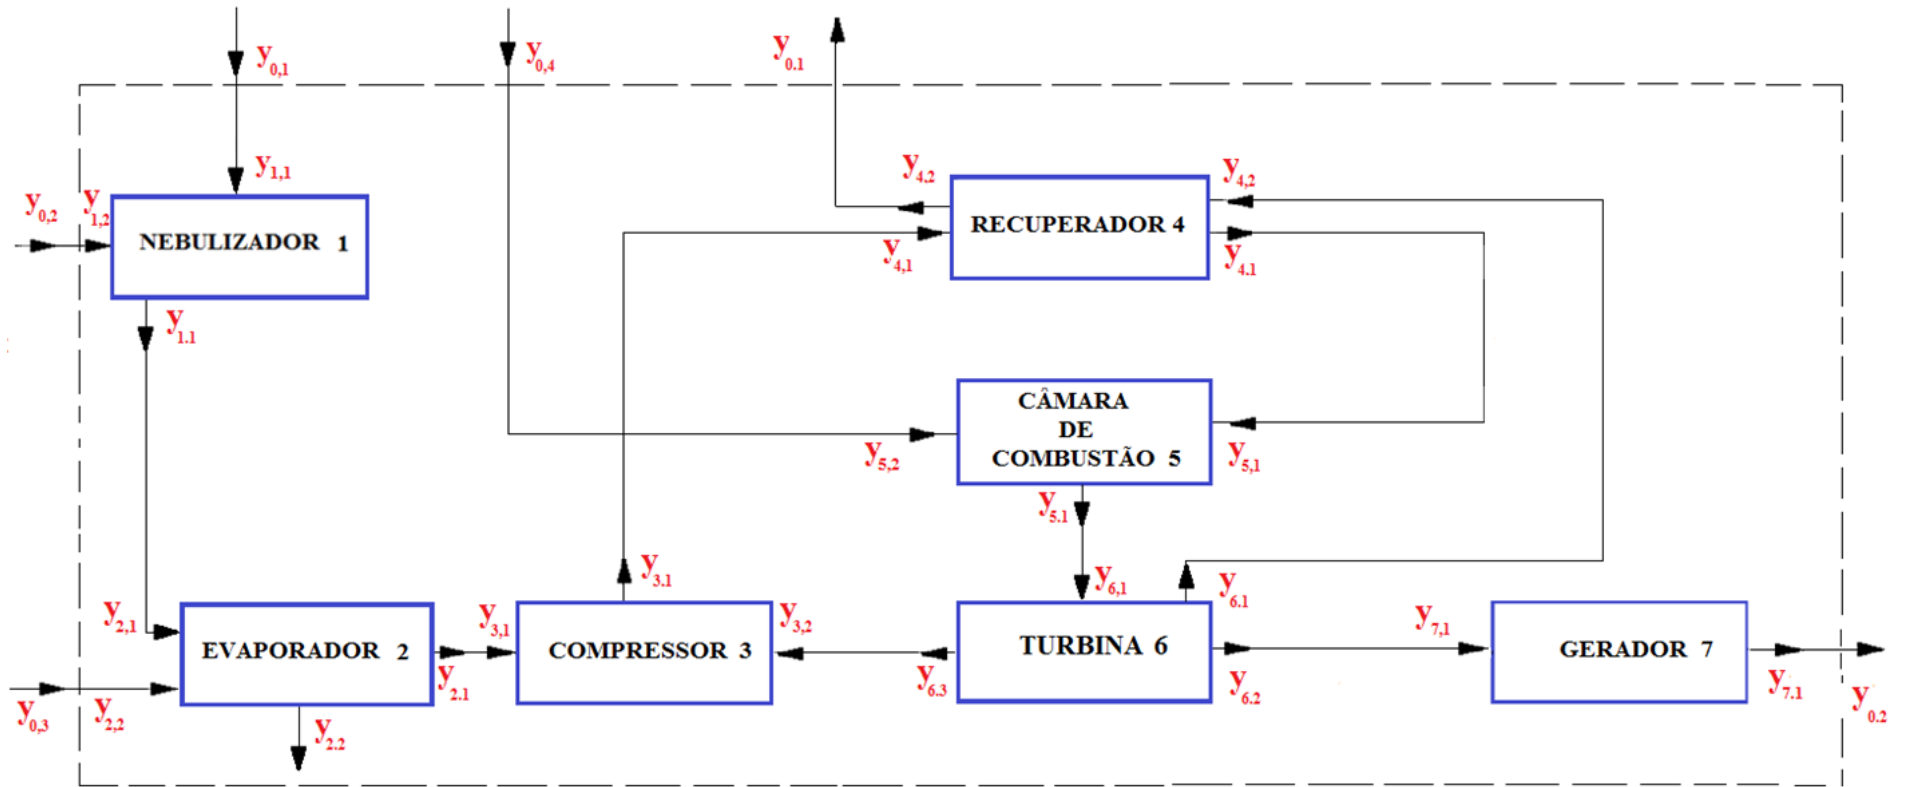 y0,1
y0,4
y0.1
y1,1
y4.2
y4,2
y0,2
y1,2
NEBULIZADOR 1
RECUPERADOR 4
y4,1
y4.1
y1.1
CÂMARA
DE
COMBUSTÃO 5
y5,2
y5,1
y5.1
y3.1
y6,1
y6.1
y2,1
y3,1
y3,2
y7,1
EVAPORADOR 2
COMPRESSOR 3
TURBINA 6
GERADOR 7
y2.1
y6.3
y6.2
y7.1
y0,3
y2,2
y0.2
y2.2